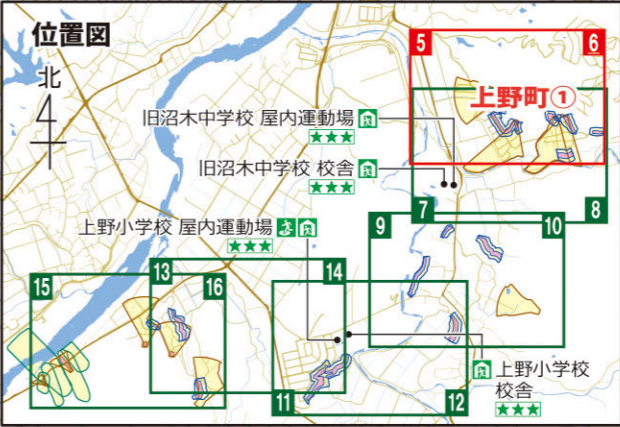 位置図
北
5
6
上野町①
旧沼木中学校 屋内運動場
★★★
旧沼木中学校 校舎
★★★
7
8
上野小学校 屋内運動場
★★★
9
10
13
14
15
16
上野小学校
校舎
★★★
11
12